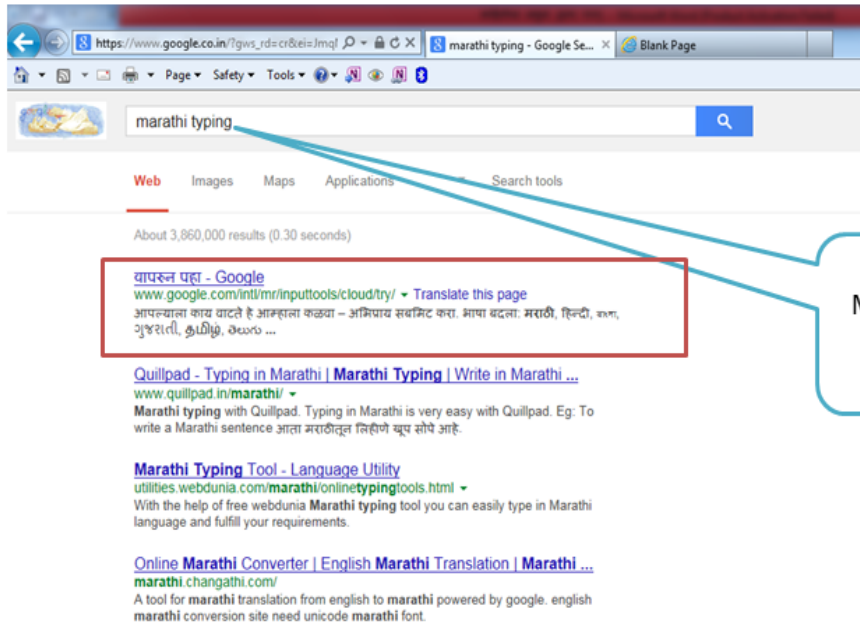 https://www.google.co.in/?gws_rd=cr&ei=Jmql
marathi typing - Google Se...
Blank Page
Page Safety Tools
marathi typing
Web Images Maps Applications Search tools
About 3,860,000 results (0.30 seconds)
वापरुन पहा - Google
www.google.com/intl/mr/inputtools/cloud/try/ Translate this page
आपल्याला काय वाटते हे आम्हाला कळवा – अभिप्राय सबमिट करा. भाषा बदला: मराठी, हिन्दी, বাংলা,
ગુજરાતી, தமிழ், తెలుగు ...
Quillpad - Typing in Marathi | Marathi Typing | Write in Marathi ...
www.quillpad.in/marathi/
Marathi typing with Quillpad. Typing in Marathi is very easy with Quillpad. Eg: To
write a Marathi sentence आता मराठीतून लिहीणे खूप सोपे आहे.
Marathi Typing Tool - Language Utility
utilities.webdunia.com/marathi/onlinetypingtools.html
With the help of free webdunia Marathi typing tool you can easily type in Marathi
language and fulfill your requirements.
Online Marathi Converter | English Marathi Translation | Marathi ...
marathi.changathi.com/
A tool for marathi translation from english to marathi powered by google. english
marathi conversion site need unicode marathi font.